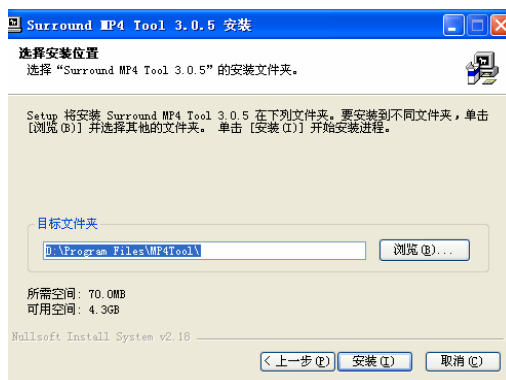 Surround MP4 Tool 3.0.5 安装
选择安装位置
选择“Surround MP4 Tool 3.0.5”的安装文件夹。
Setup 将安装 Surround MP4 Tool 3.0.5 在下列文件夹。要安装到不同文件夹，单击
[浏览(B)] 并选择其他的文件夹。 单击 [安装(I)] 开始安装进程。
目标文件夹
D:\Program Files\MP4Tool\
浏览(B)...
所需空间: 70.0MB
可用空间: 4.3GB
Nullsoft Install System v2.18
< 上一步(P)
安装(I)
取消(C)